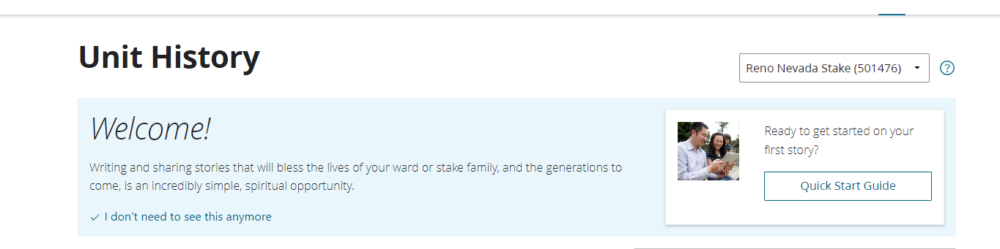 Unit History
Reno Nevada Stake (501476)
Welcome!
Writing and sharing stories that will bless the lives of your ward or stake family, and the generations to
come, is an incredibly simple, spiritual opportunity.
I don't need to see this anymore
Ready to get started on your
first story?
Quick Start Guide